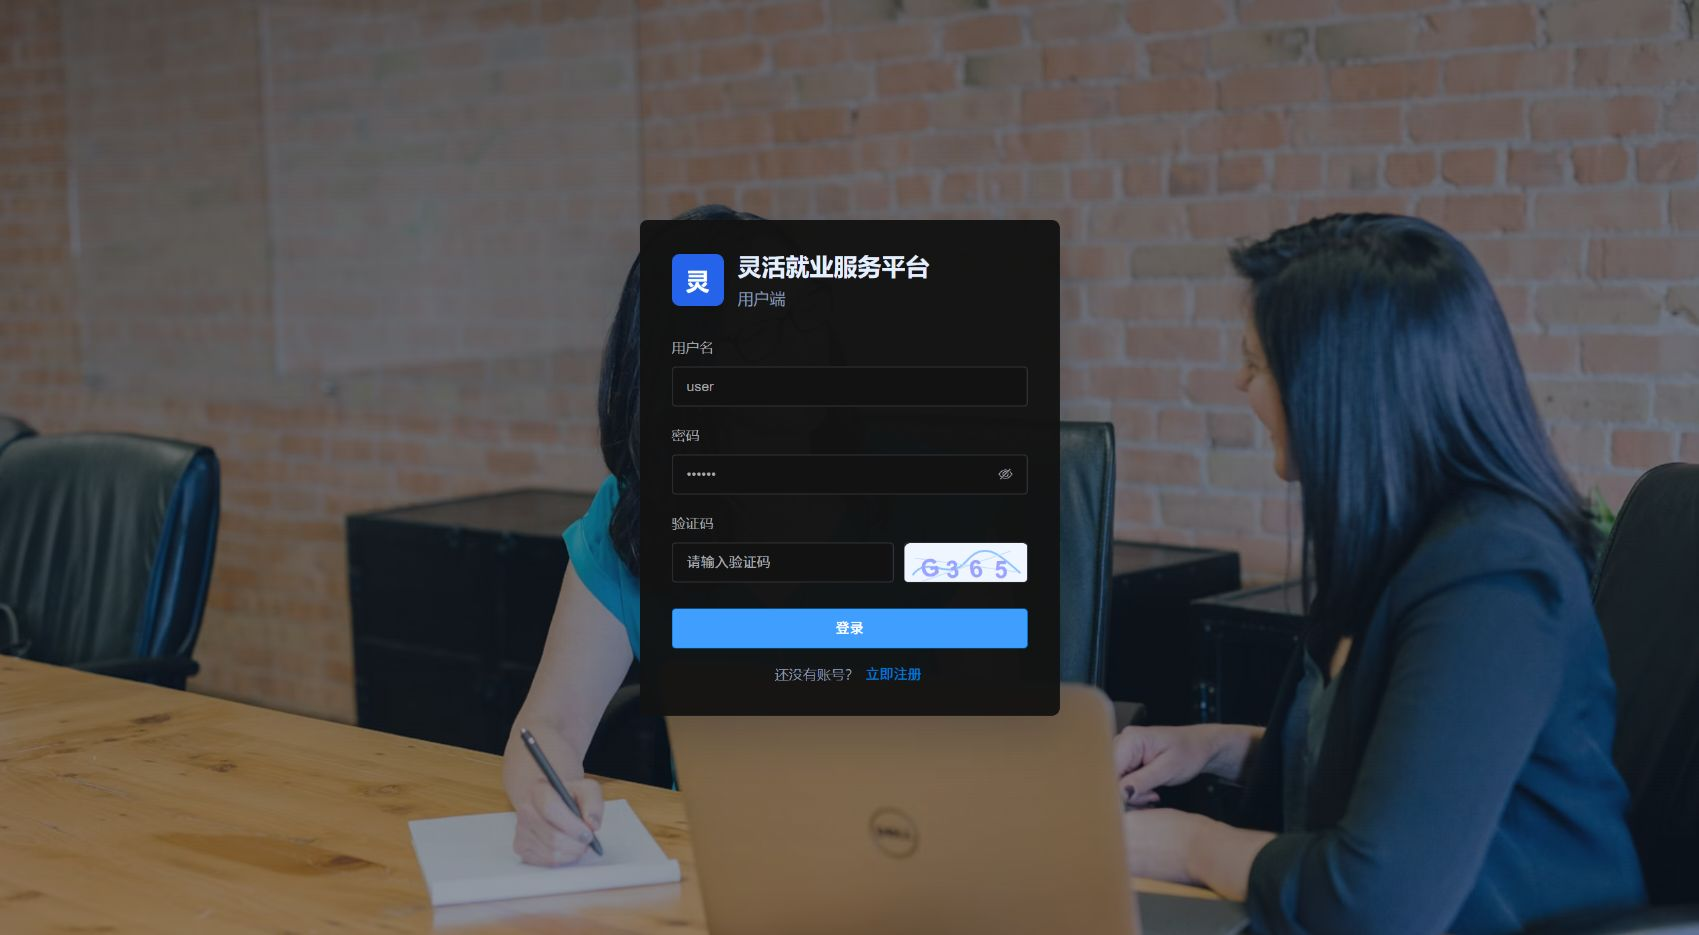 灵
灵活就业服务平台
用户端
用户名
user
密码
••••••
验证码
请输入验证码
G365
登录
还没有账号? 立即注册
DELL